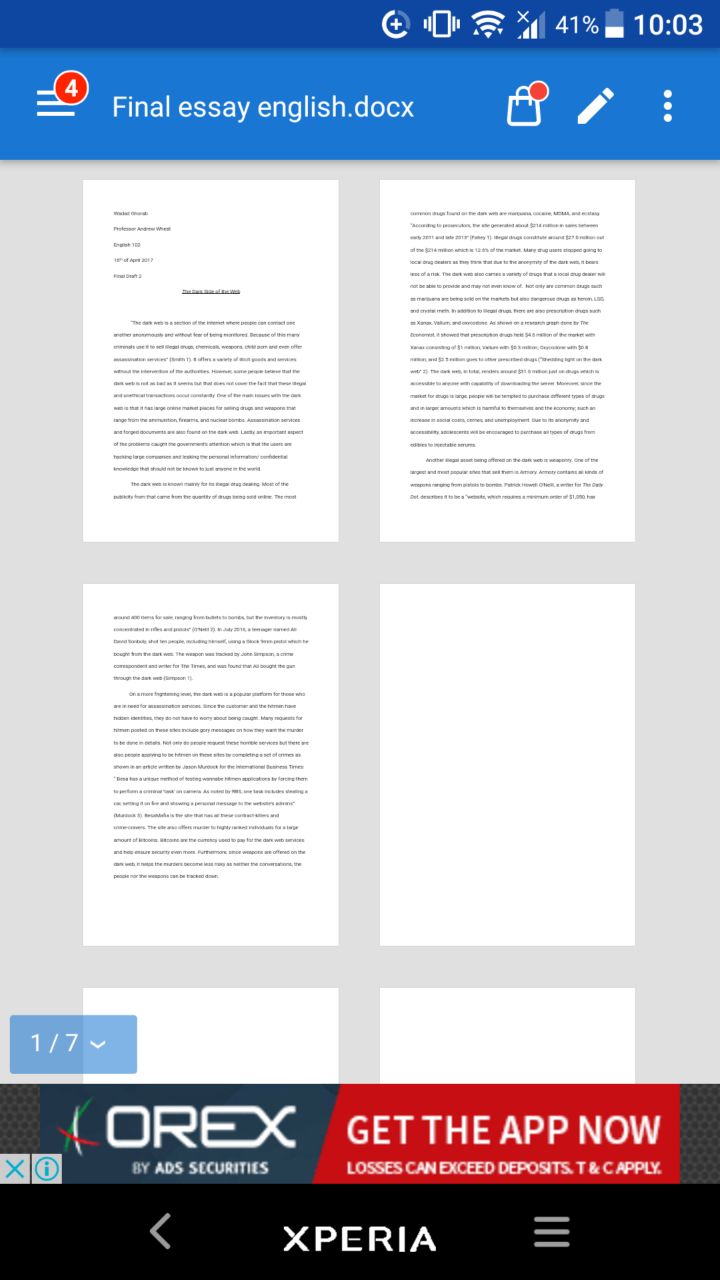 41% 10:03
4
Final essay english.docx
Wadad Ghorab
Professor Andrew Wheat
English 102
16th of April 2017
Final Draft 2
The Dark Side of the Web
"The dark web is a section of the internet where people can contact one
another anonymously and without fear of being monitored. Because of this many
criminals use it to sell illegal drugs, chemicals, weapons, child porn and even offer
assassination services" (Smith 1). It offers a variety of illicit goods and services
without the intervention of the authorities. However, some people believe that the
dark web is not as bad as it seems but that does not cover the fact that these illegal
and unethical transactions occur constantly. One of the main issues with the dark
web is that it has large online market places for selling drugs and weapons that
range from the ammunition, firearms, and nuclear bombs. Assassination services
and forged documents are also found on the dark web. Lastly, an important aspect
of the problems caught the government's attention which is that the users are
hacking large companies and leaking the personal information/ confidential
knowledge that should not be known to just anyone in the world.
The dark web is known mainly for its illegal drug dealing. Most of the
publicity from that came from the quantity of drugs being sold online. The most
common drugs found on the dark web are marijuana, cocaine, MDMA, and ecstasy.
"According to prosecutors, the site generated about $214 million in sales between
early 2011 and late 2013" (Falkey 1). Illegal drugs constitute around $27.0 million out
of the $214 million which is 12.6% of the market. Many drug users stopped going to
local drug dealers as they think that due to the anonymity of the dark web, it bears
less of a risk. The dark web also carries a variety of drugs that a local drug dealer will
not be able to provide and may not even know of. Not only are common drugs such
as marijuana are being sold on the markets but also dangerous drugs as heroin, LSD,
and crystal meth. In addition to illegal drugs, there are also prescription drugs such
as Xanax, Valium, and oxycodone. As shown on a research graph done by The
Economist, it showed that prescription drugs held $4.6 million of the market with
Xanax consisting of $1 million, Valium with $0.3 million, Oxycodone with $0.8
million, and $2.5 million goes to other prescribed drugs ("Shedding light on the dark
web" 2). The dark web, in total, renders around $31.6 million just on drugs which is
accessible to anyone with capability of downloading the server. Moreover, since the
market for drugs is large, people will be tempted to purchase different types of drugs
and in larger amounts which is harmful to themselves and the economy; such an
increase in social costs, crimes, and unemployment. Due to its anonymity and
accessibility, adolescents will be encouraged to purchase all types of drugs from
edibles to injectable serums.
Another illegal asset being offered on the dark web is weaponry. One of the
largest and most popular sites that sell them is Armory. Armory contains all kinds of
weapons ranging from pistols to bombs. Patrick Howell O'Neill, a writer for The Daily
Dot, describes it to be a "website, which requires a minimum order of $1,050, has
around 400 items for sale, ranging from bullets to bombs, but the inventory is mostly
concentrated in rifles and pistols" (O'Neill 2). In July 2016, a teenager named Ali
David Sonboly, shot ten people, including himself, using a Glock 9mm pistol which he
bought from the dark web. The weapon was tracked by John Simpson, a crime
correspondent and writer for The Times, and was found that Ali bought the gun
through the dark web (Simpson 1).
On a more frightening level, the dark web is a popular platform for those who
are in need for assassination services. Since the customer and the hitmen have
hidden identities, they do not have to worry about being caught. Many requests for
hitmen posted on these sites include gory messages on how they want the murder
to be done in details. Not only do people request these horrible services but there are
also people applying to be hitmen on these sites by completing a set of crimes as
shown in an article written by Jason Murdock for the International Business Times:
" Besa has a unique method of testing wannabe hitmen applications by forcing them
to perform a criminal 'task' on camera. As noted by RBS, one task includes stealing a
car, setting it on fire and showing a personal message to the website's admins"
(Murdock 5). BesaMafia is the site that has all these contract-killers and
crime-cravers. The site also offers murder to highly ranked individuals for a large
amount of Bitcoins. Bitcoins are the currency used to pay for the dark web services
and help ensure security even more. Furthermore, since weapons are offered on the
dark web, it helps the murders become less risky as neither the conversations, the
people nor the weapons can be tracked down.
1 / 7
OREX
BY ADS SECURITIES
GET THE APP NOW
LOSSES CAN EXCEED DEPOSITS. T & C APPLY.
XPERIA